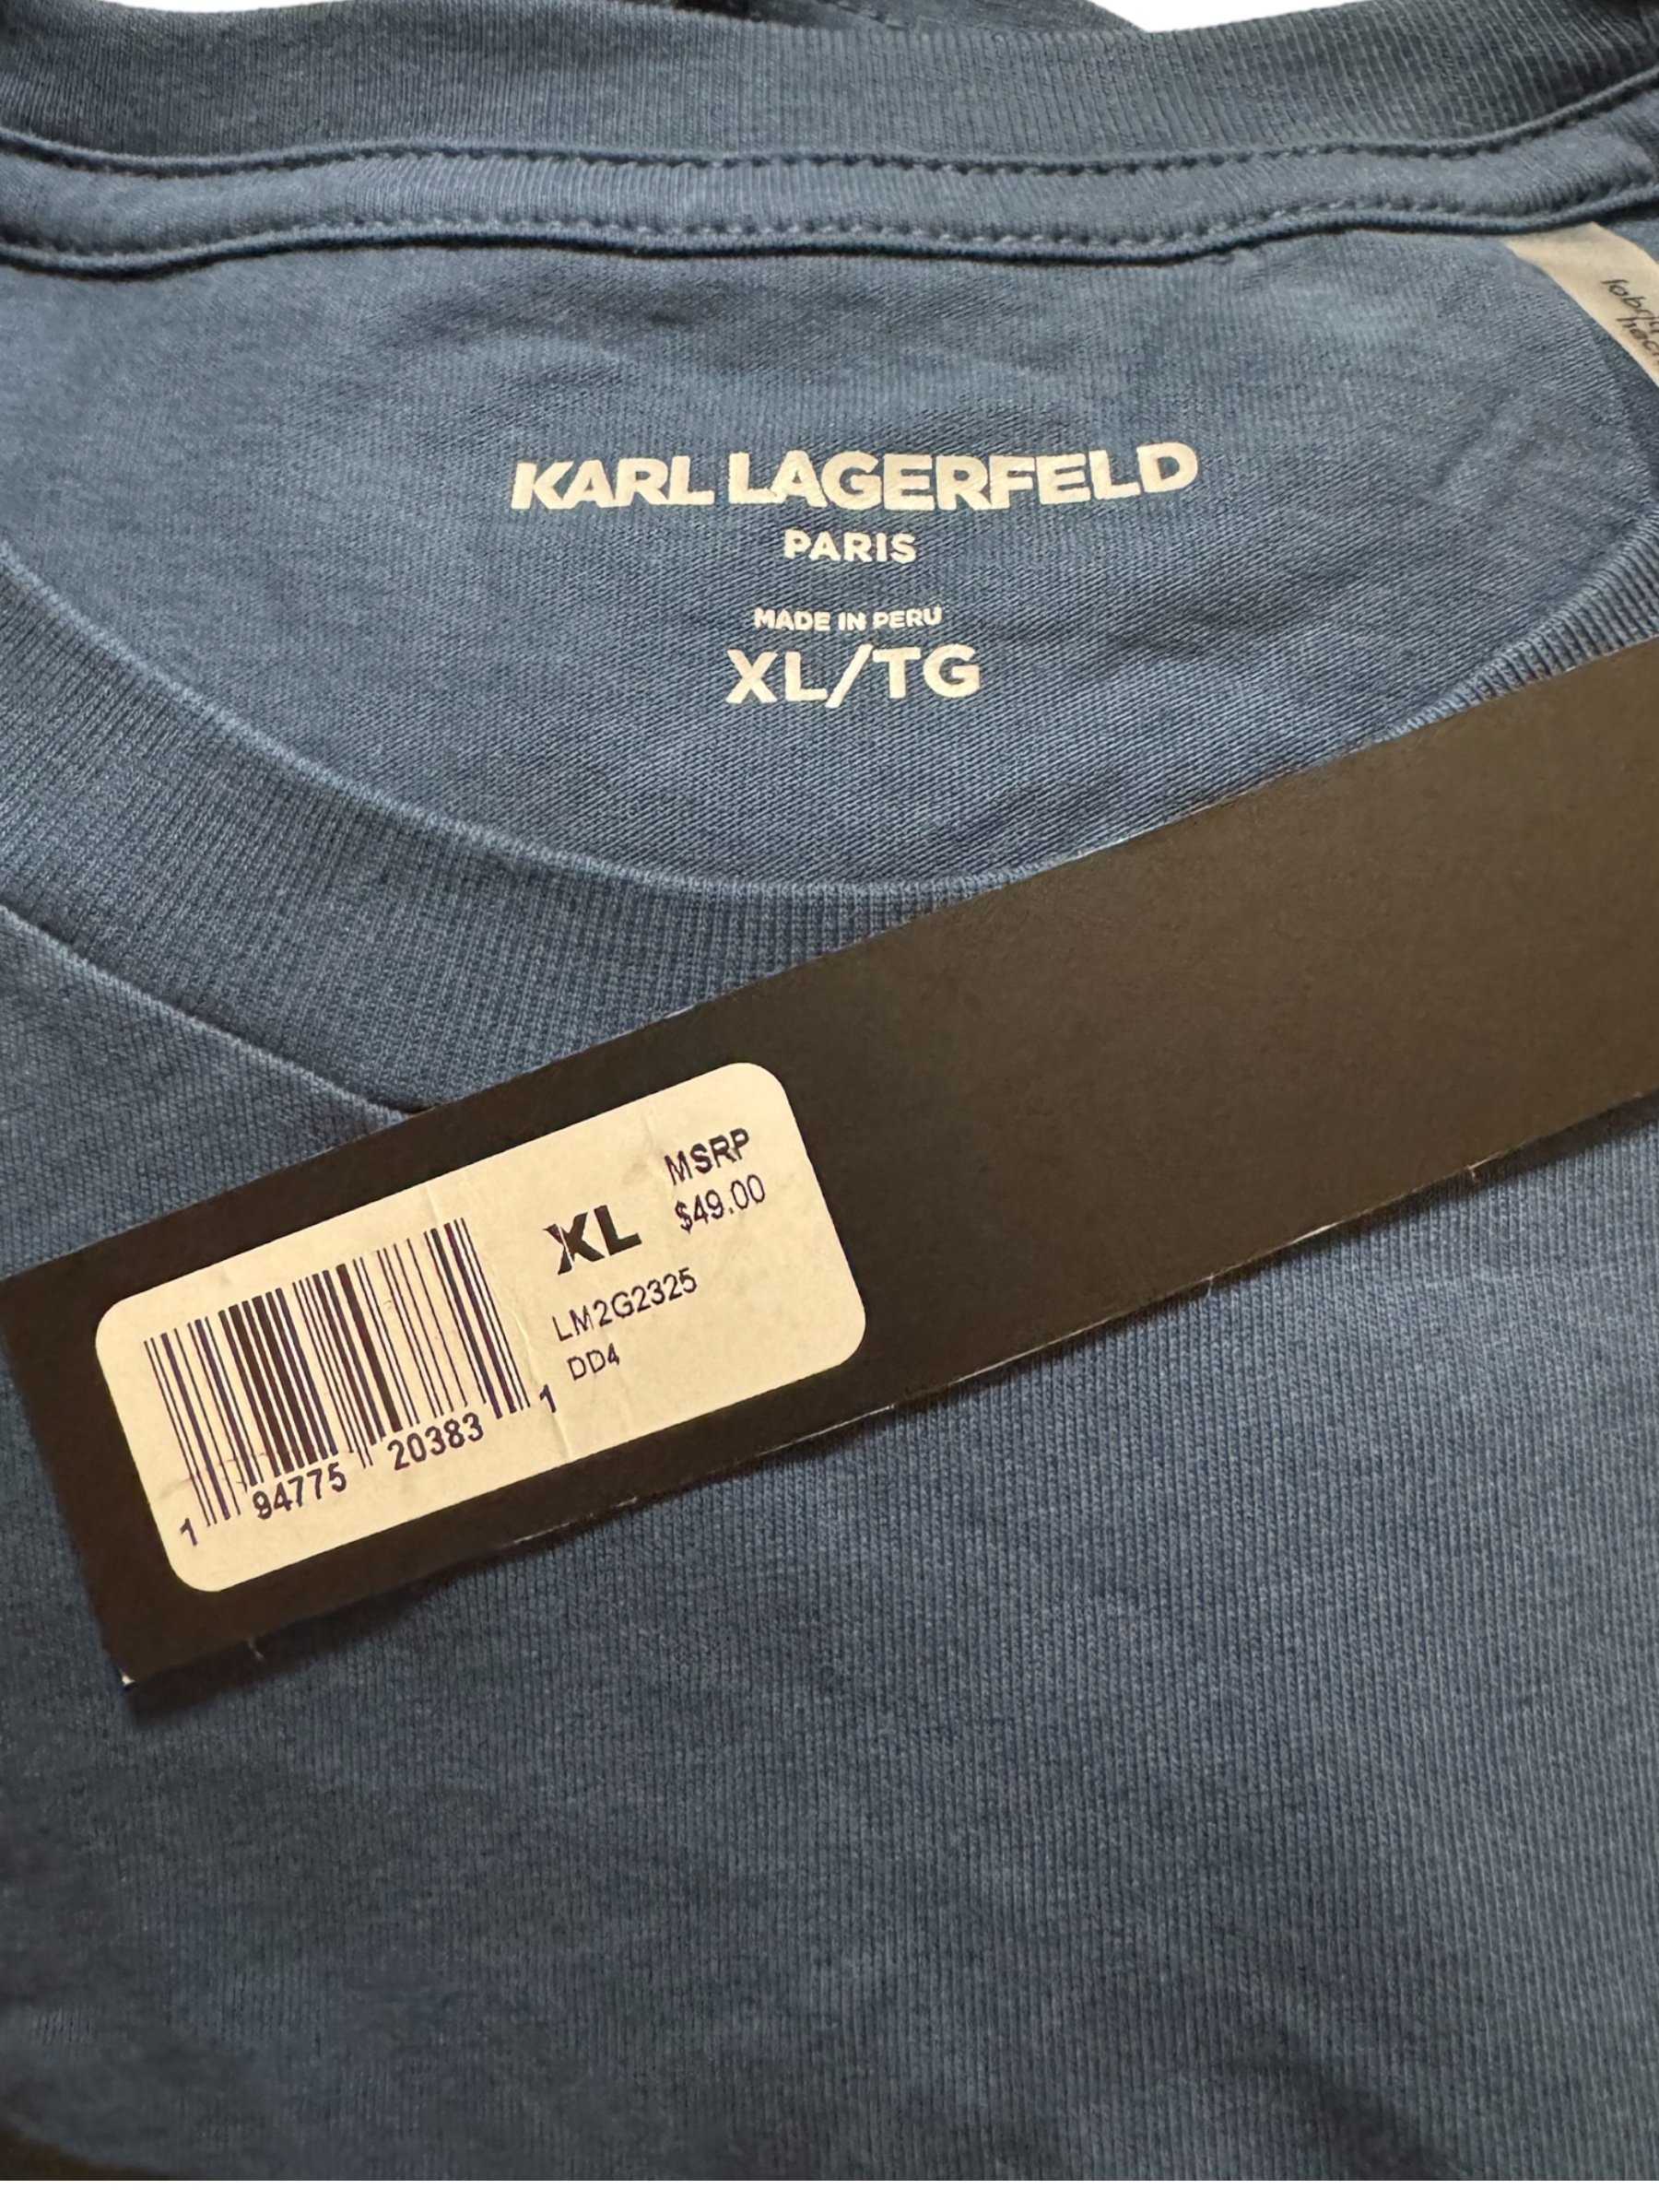 KARL LAGERFELD
PARIS
MADE IN PERU
XL/TG
MSRP
$49.00
XL
LM2G2325
DD4
1 94775 20383 1